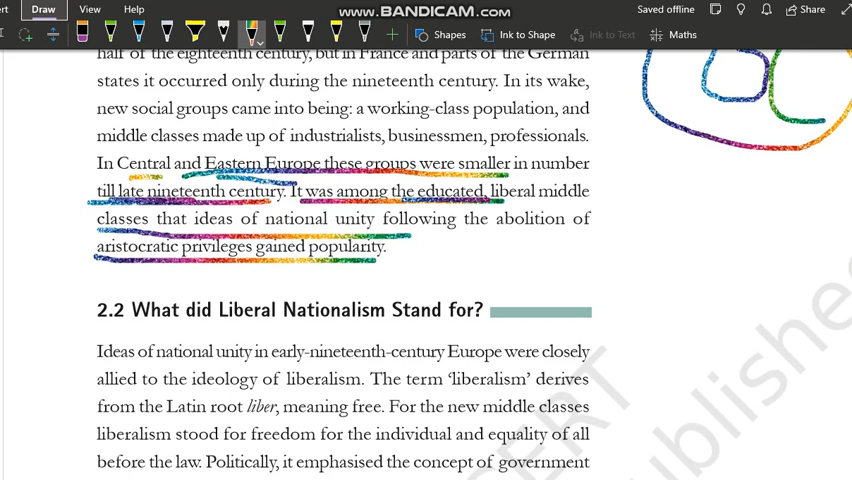 www.BANDICAM.com
ert Draw View Help Saved offline Share
Shapes Ink to Shape Ink to Text Maths
half of the eighteenth century, but in France and parts of the German
states it occurred only during the nineteenth century. In its wake,
new social groups came into being: a working-class population, and
middle classes made up of industrialists, businessmen, professionals.
In Central and Eastern Europe these groups were smaller in number
till late nineteenth century. It was among the educated, liberal middle
classes that ideas of national unity following the abolition of
aristocratic privileges gained popularity.
2.2 What did Liberal Nationalism Stand for?
Ideas of national unity in early-nineteenth-century Europe were closely
allied to the ideology of liberalism. The term ‘liberalism’ derives
from the Latin root liber, meaning free. For the new middle classes
liberalism stood for freedom for the individual and equality of all
before the law. Politically, it emphasised the concept of government
NCERT
published